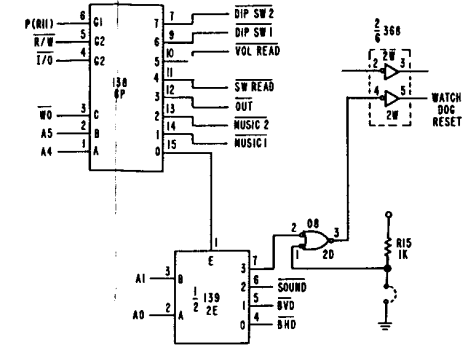 P(R11) 6 G1 7 7 DIP SW2
R/W 5 G2 6 9 DIP SW1
I/O 4 G2 5 10 VOL READ
138
6P
4 11 SW READ
3 12 OUT
WO 3 C 2 13 MUSIC 2
A5 2 B 1 14 MUSIC 1
A4 1 A 0 15
2/6 368
2W
2 3
4 5
2W
WATCH
DOG
RESET
1
E
A1 3 B 3 7
1/2 139
2E
2 6 SOUND
1 5 BVD
A0 2 A 0 4 BHD
08
2 3
1 2D
R15
1K